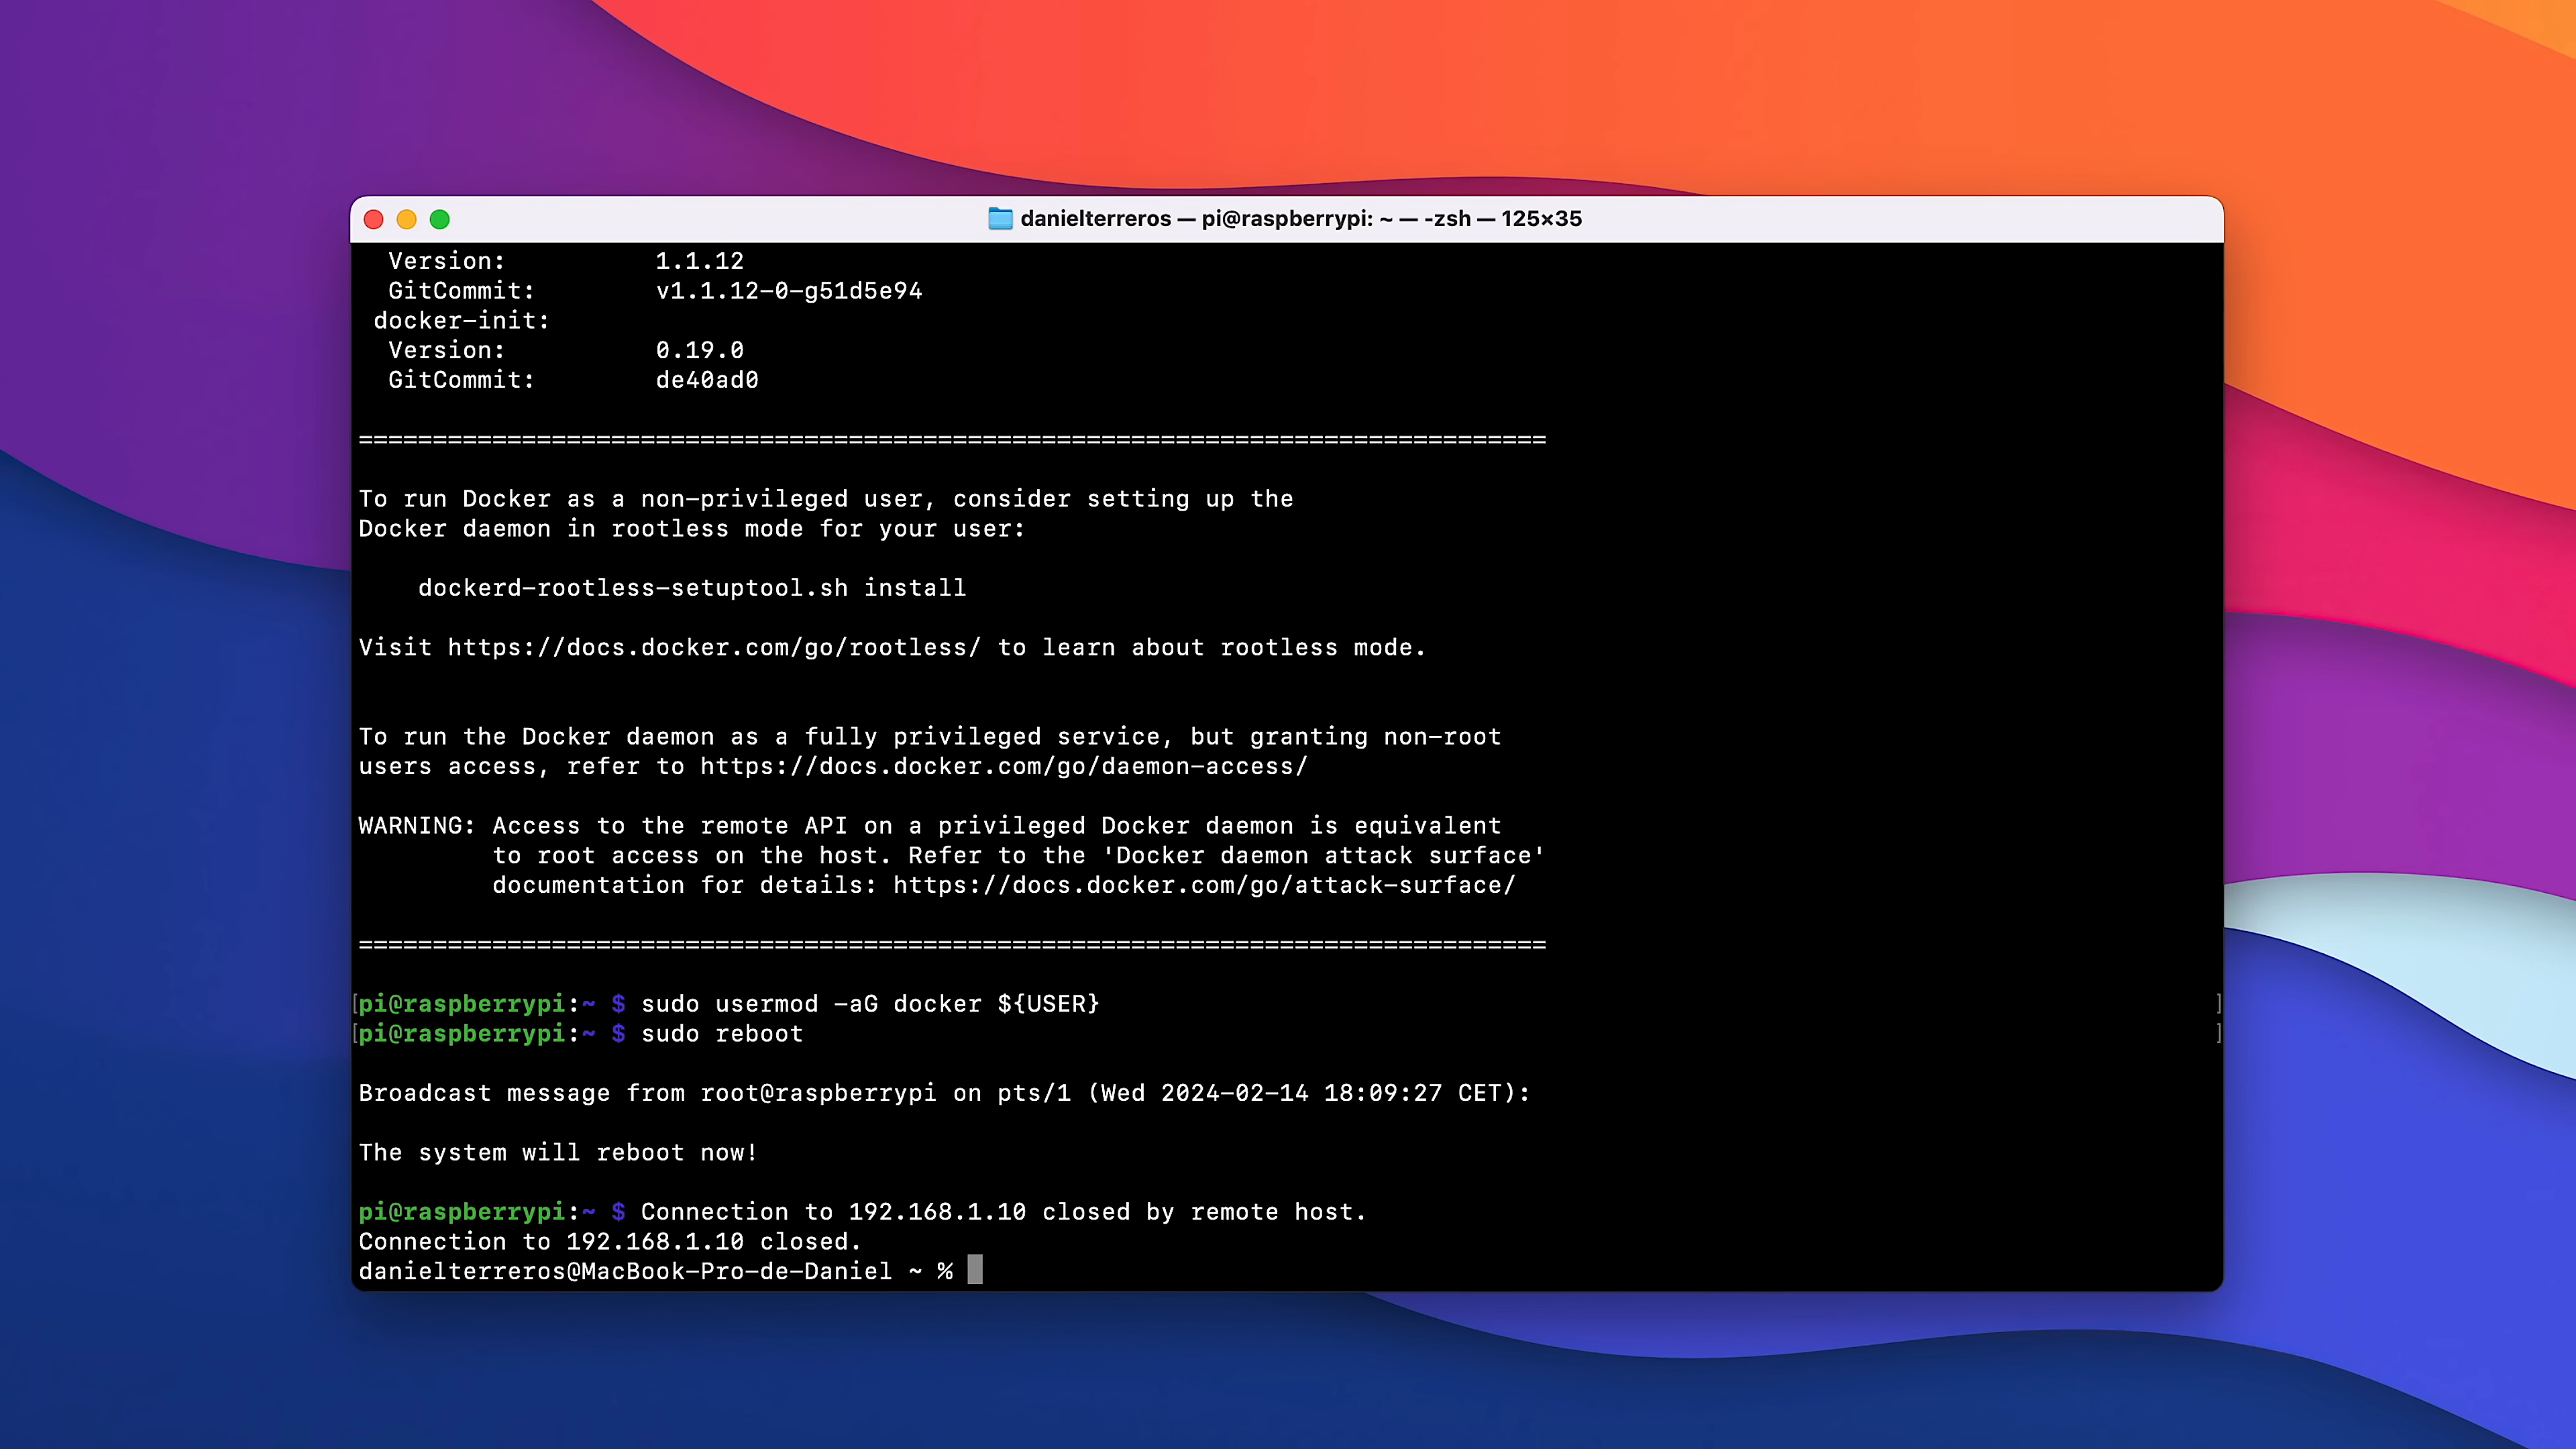 danielterreros — pi@raspberrypi: ~ — -zsh — 125×35
Version: 1.1.12
GitCommit: v1.1.12-0-g51d5e94
docker-init:
Version: 0.19.0
GitCommit: de40ad0
================================================================================
To run Docker as a non-privileged user, consider setting up the
Docker daemon in rootless mode for your user:
dockerd-rootless-setuptool.sh install
Visit https://docs.docker.com/go/rootless/ to learn about rootless mode.
To run the Docker daemon as a fully privileged service, but granting non-root
users access, refer to https://docs.docker.com/go/daemon-access/
WARNING: Access to the remote API on a privileged Docker daemon is equivalent
to root access on the host. Refer to the 'Docker daemon attack surface'
documentation for details: https://docs.docker.com/go/attack-surface/
================================================================================
[pi@raspberrypi:~ $ sudo usermod -aG docker ${USER} ]
[pi@raspberrypi:~ $ sudo reboot ]
Broadcast message from root@raspberrypi on pts/1 (Wed 2024-02-14 18:09:27 CET):
The system will reboot now!
pi@raspberrypi:~ $ Connection to 192.168.1.10 closed by remote host.
Connection to 192.168.1.10 closed.
danielterreros@MacBook-Pro-de-Daniel ~ %